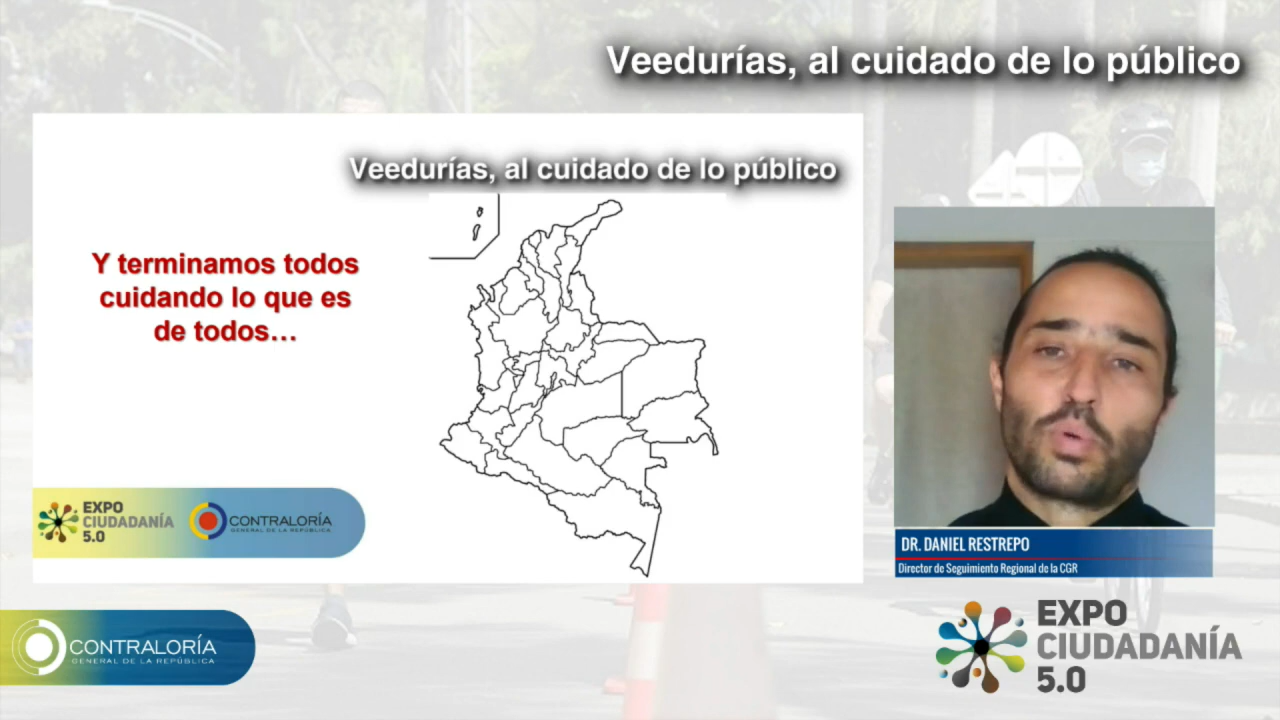 Veedurías, al cuidado de lo público
Veedurías, al cuidado de lo público
Y terminamos todos
cuidando lo que es
de todos…
EXPO
CIUDADANÍA
5.0
CONTRALORÍA
GENERAL DE LA REPÚBLICA
DR. DANIEL RESTREPO
Director de Seguimiento Regional de la CGR
CONTRALORÍA
GENERAL DE LA REPÚBLICA
EXPO
CIUDADANÍA
5.0